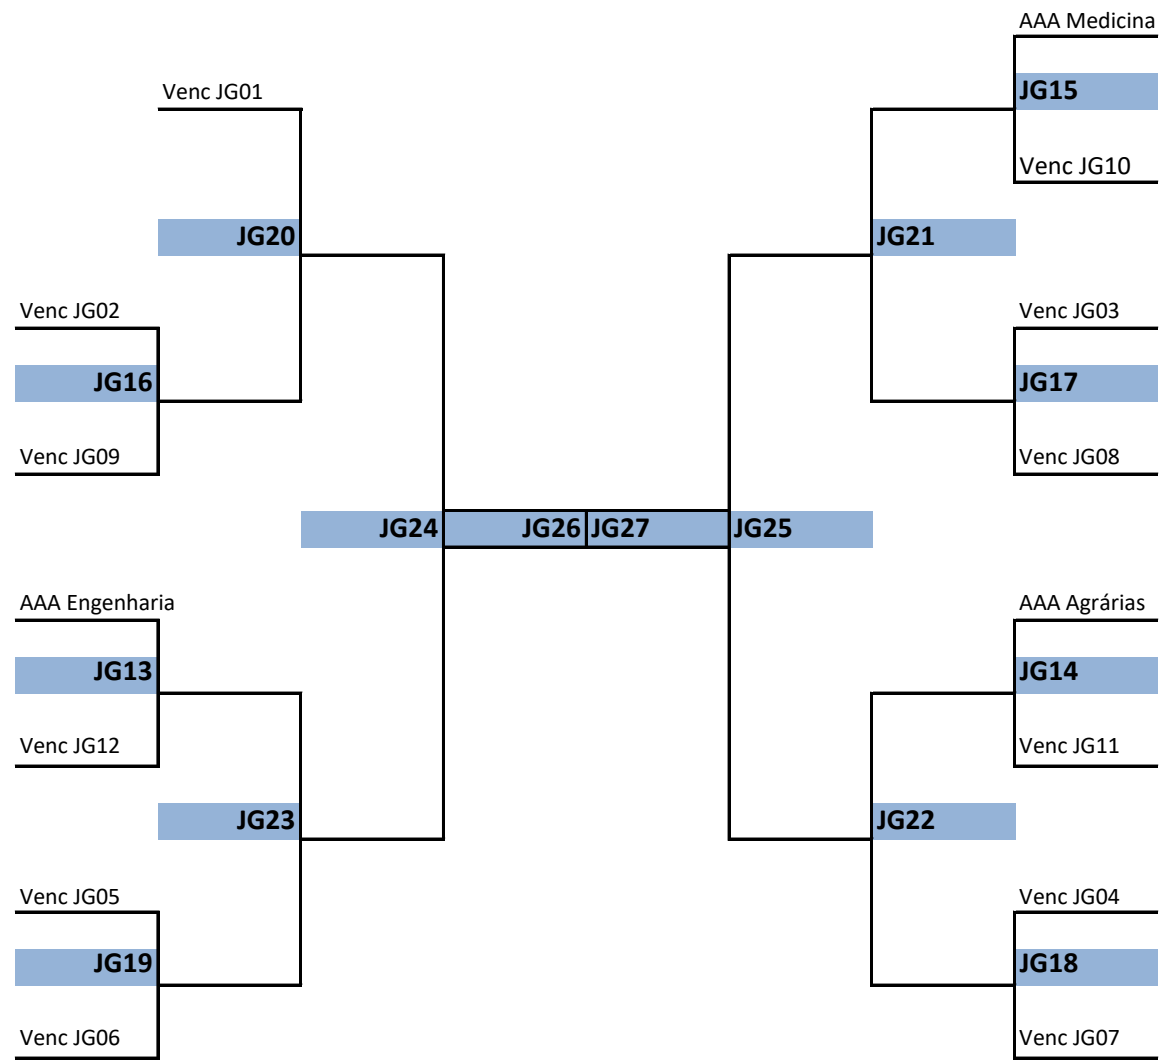 AAA Medicina
Venc JG01
JG15
Venc JG10
JG20
JG21
Venc JG02
Venc JG03
JG16
JG17
Venc JG09
Venc JG08
JG24
JG26
JG27
JG25
AAA Engenharia
AAA Agrárias
JG13
JG14
Venc JG12
Venc JG11
JG23
JG22
Venc JG05
Venc JG04
JG19
JG18
Venc JG06
Venc JG07